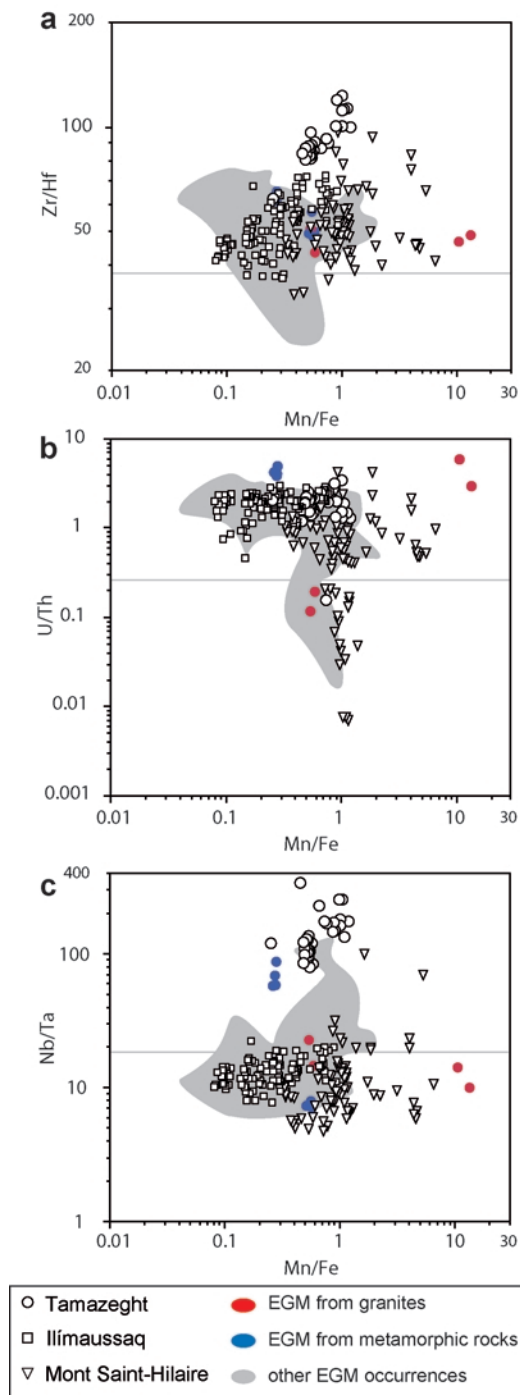 a
200
100
50
20
Zr/Hf
0.01 0.1 1 10 30
Mn/Fe
b
10
1
0.1
0.01
0.001
U/Th
0.01 0.1 1 10 30
Mn/Fe
c
400
100
10
1
Nb/Ta
0.01 0.1 1 10 30
Mn/Fe
Tamazeght EGM from granites
Ilímaussaq EGM from metamorphic rocks
Mont Saint-Hilaire other EGM occurrences